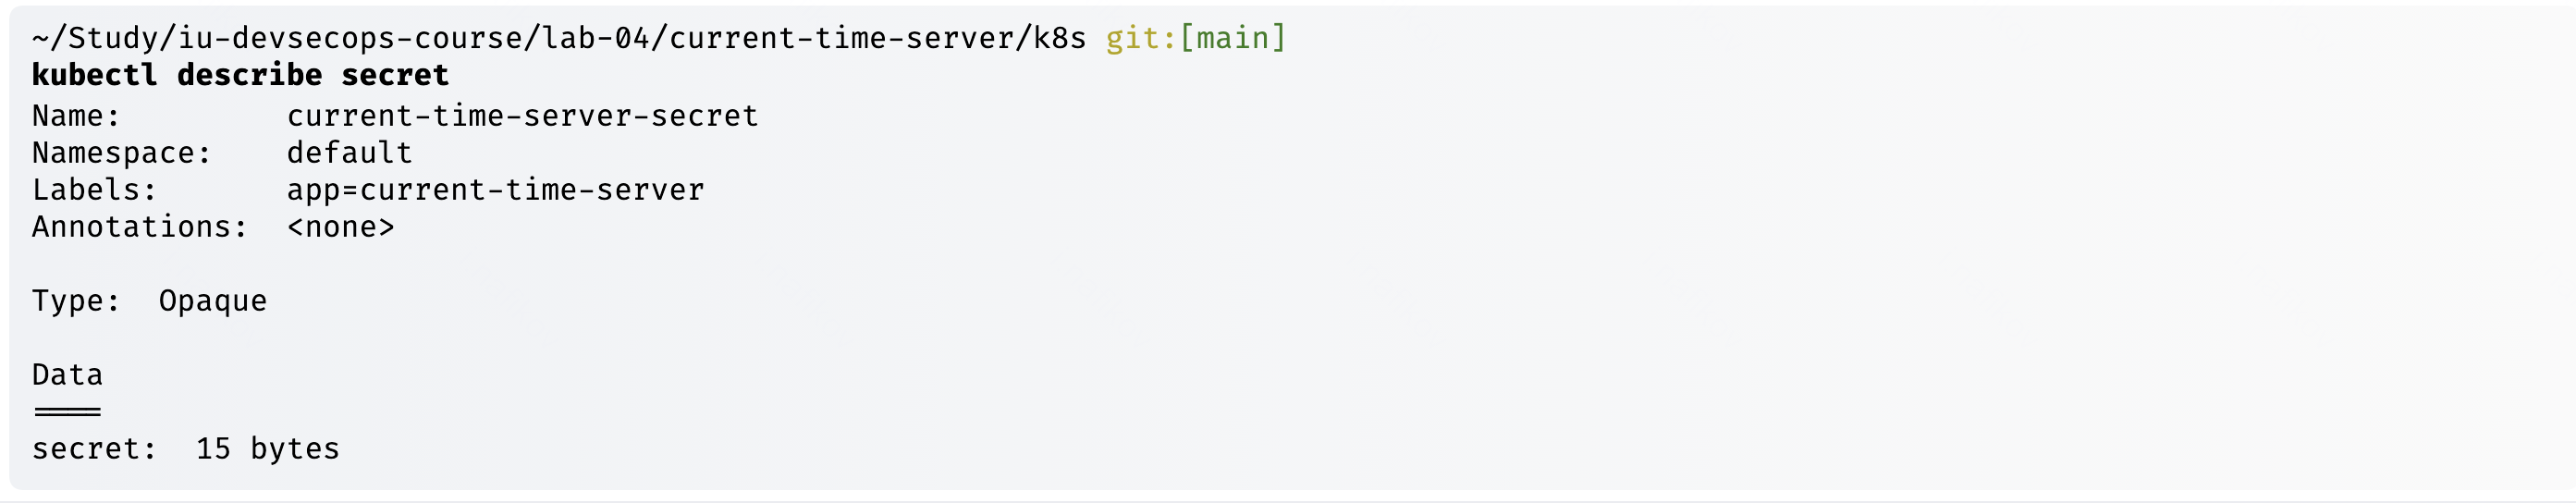 ~/Study/iu-devsecops-course/lab-04/current-time-server/k8s git:[main]
kubectl describe secret
Name:         current-time-server-secret
Namespace:    default
Labels:       app=current-time-server
Annotations:  <none>
Type:  Opaque
Data
====
secret:  15 bytes